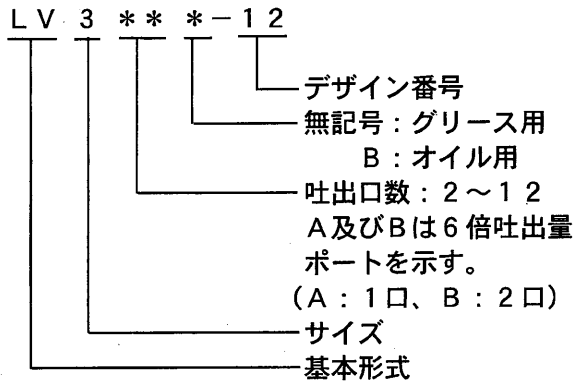 LV3***-12
デザイン番号
無記号:グリース用
B:オイル用
吐出口数:2~12
A及びBは6倍吐出量
ポートを示す。
(A:1口、B:2口)
サイズ
基本形式